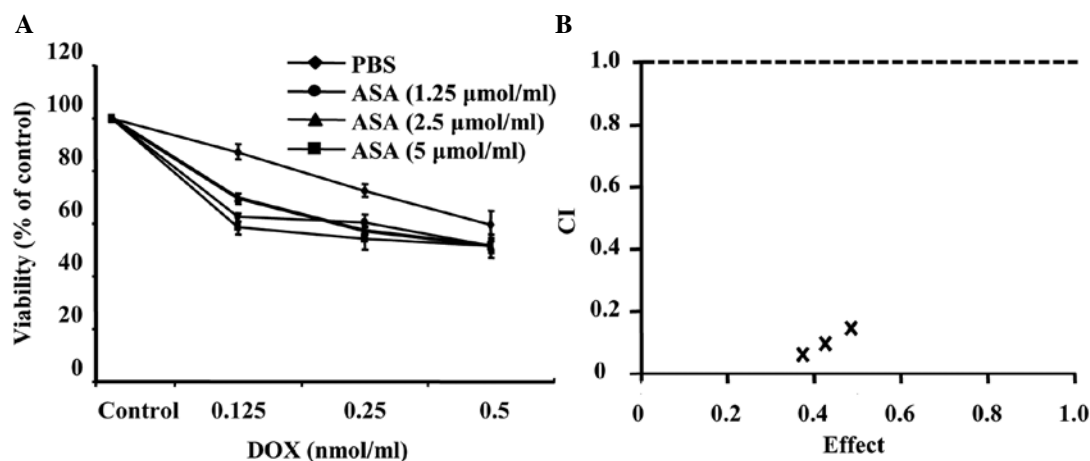 A
120
100
80
60
40
20
0
Viability (% of control)
PBS
ASA (1.25 μmol/ml)
ASA (2.5 μmol/ml)
ASA (5 μmol/ml)
Control 0.125 0.25 0.5
DOX (nmol/ml)
B
1.0
0.8
0.6
0.4
0.2
0
CI
0 0.2 0.4 0.6 0.8 1.0
Effect